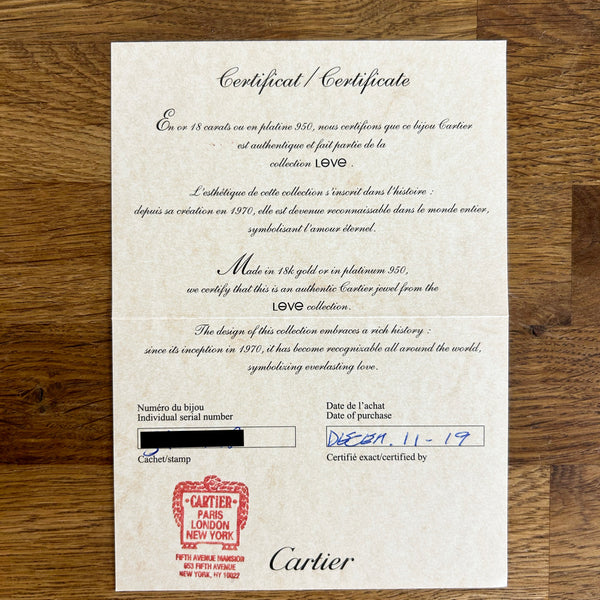 Certificat / Certificate
En or 18 carats ou en platine 950, nous certifions que ce bijou Cartier
est authentique et fait partie de la
collection LOVE .
L'esthétique de cette collection s'inscrit dans l'histoire :
depuis sa création en 1970, elle est devenue reconnaissable dans le monde entier,
symbolisant l'amour éternel.
Made in 18k gold or in platinum 950,
we certify that this is an authentic Cartier jewel from the
LOVE collection.
The design of this collection embraces a rich history :
since its inception in 1970, it has become recognizable all around the world,
symbolizing everlasting love.
Numéro du bijou
Individual serial number
Cachet/stamp
Date de l'achat
Date of purchase
DECEM. 11-19
Certifié exact/certified by
CARTIER
PARIS
LONDON
NEW YORK
FIFTH AVENUE MANSION
653 FIFTH AVENUE
NEW YORK, NY 10022
Cartier